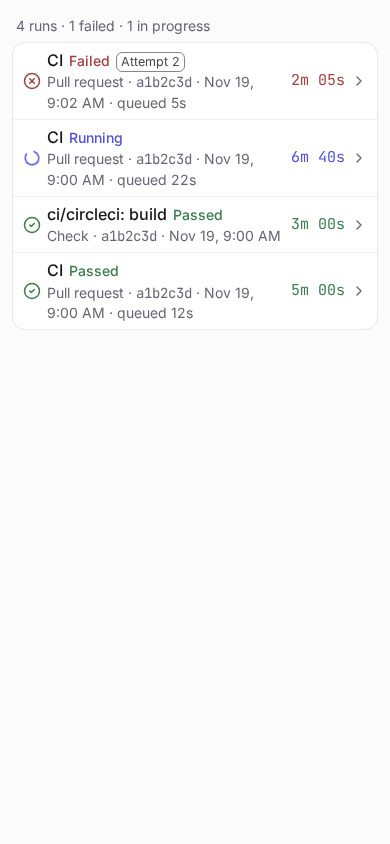 4 runs · 1 failed · 1 in progress
CI Failed Attempt 2
Pull request · a1b2c3d · Nov 19,
9:02 AM · queued 5s
2m 05s
CI Running
Pull request · a1b2c3d · Nov 19,
9:00 AM · queued 22s
6m 40s
ci/circleci: build Passed
Check · a1b2c3d · Nov 19, 9:00 AM
3m 00s
CI Passed
Pull request · a1b2c3d · Nov 19,
9:00 AM · queued 12s
5m 00s